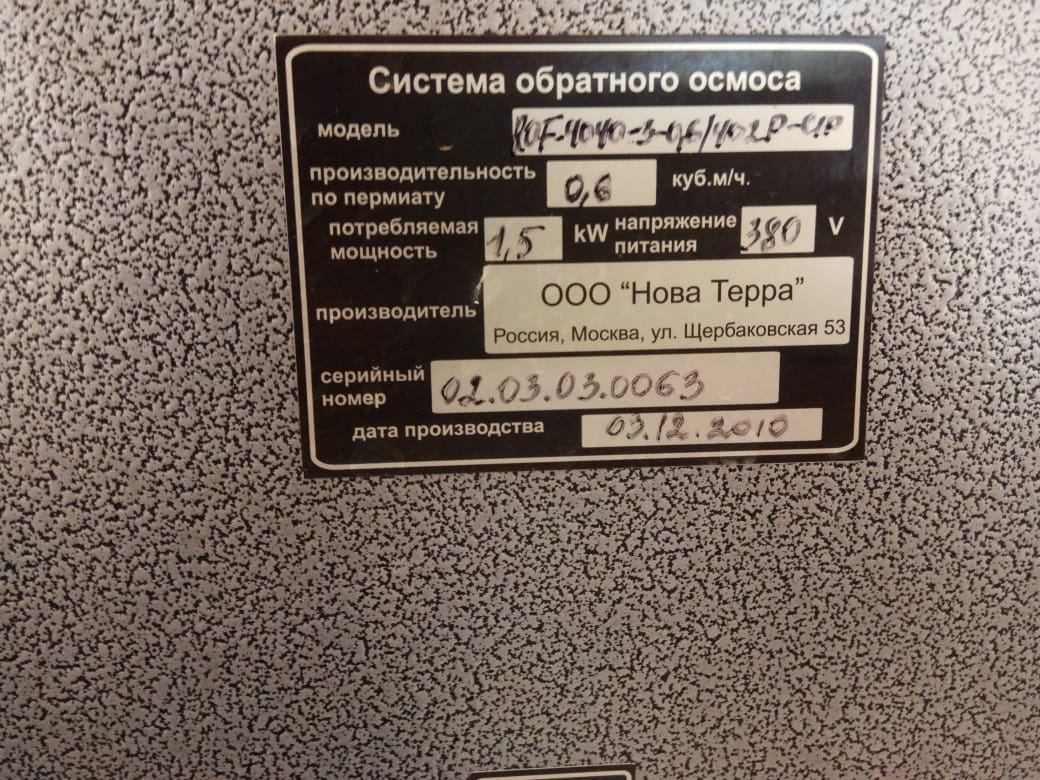 Система обратного осмоса
модель
производительность по пермиату 0,6 куб.м/ч.
потребляемая мощность 1,5 kW напряжение питания 380 V
производитель
ООО “Нова Терра”
Россия, Москва, ул. Щербаковская 53
серийный номер 02.03.03.0063
дата производства 03.12.2010